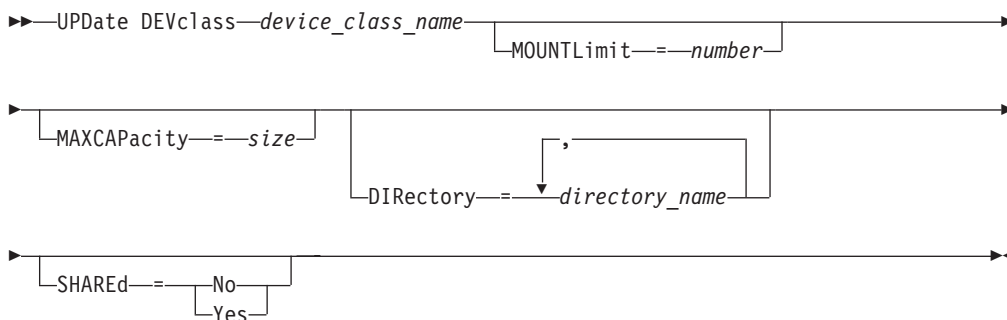 UPDate DEVclass device_class_name
MOUNTLimit = number
MAXCAPacity = size
,
DIRectory = directory_name
SHAREd = No
Yes